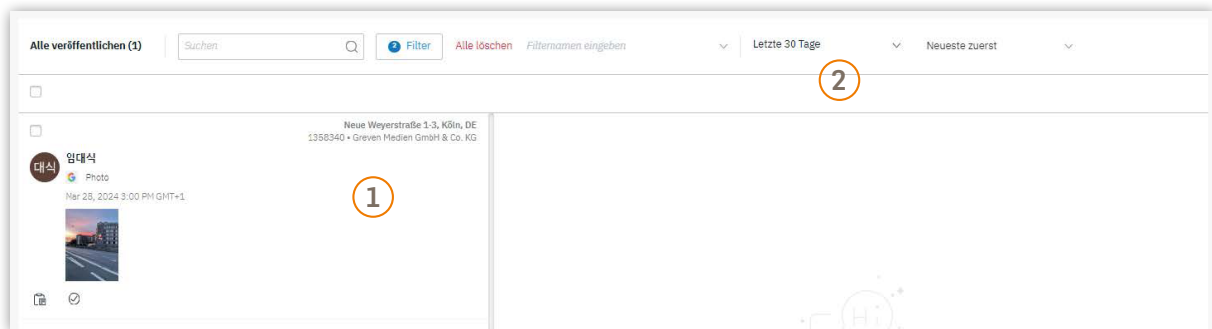 Alle veröffentlichen (1) Suchen 2 Filter Alle löschen Filternamen eingeben Letzte 30 Tage Neueste zuerst
2
Neue Weyerstraße 1-3, Köln, DE
1358340 • Greven Medien GmbH & Co. KG
대식 임대식
G Photo
Mar 28, 2024 3:00 PM GMT+1
1
Hi